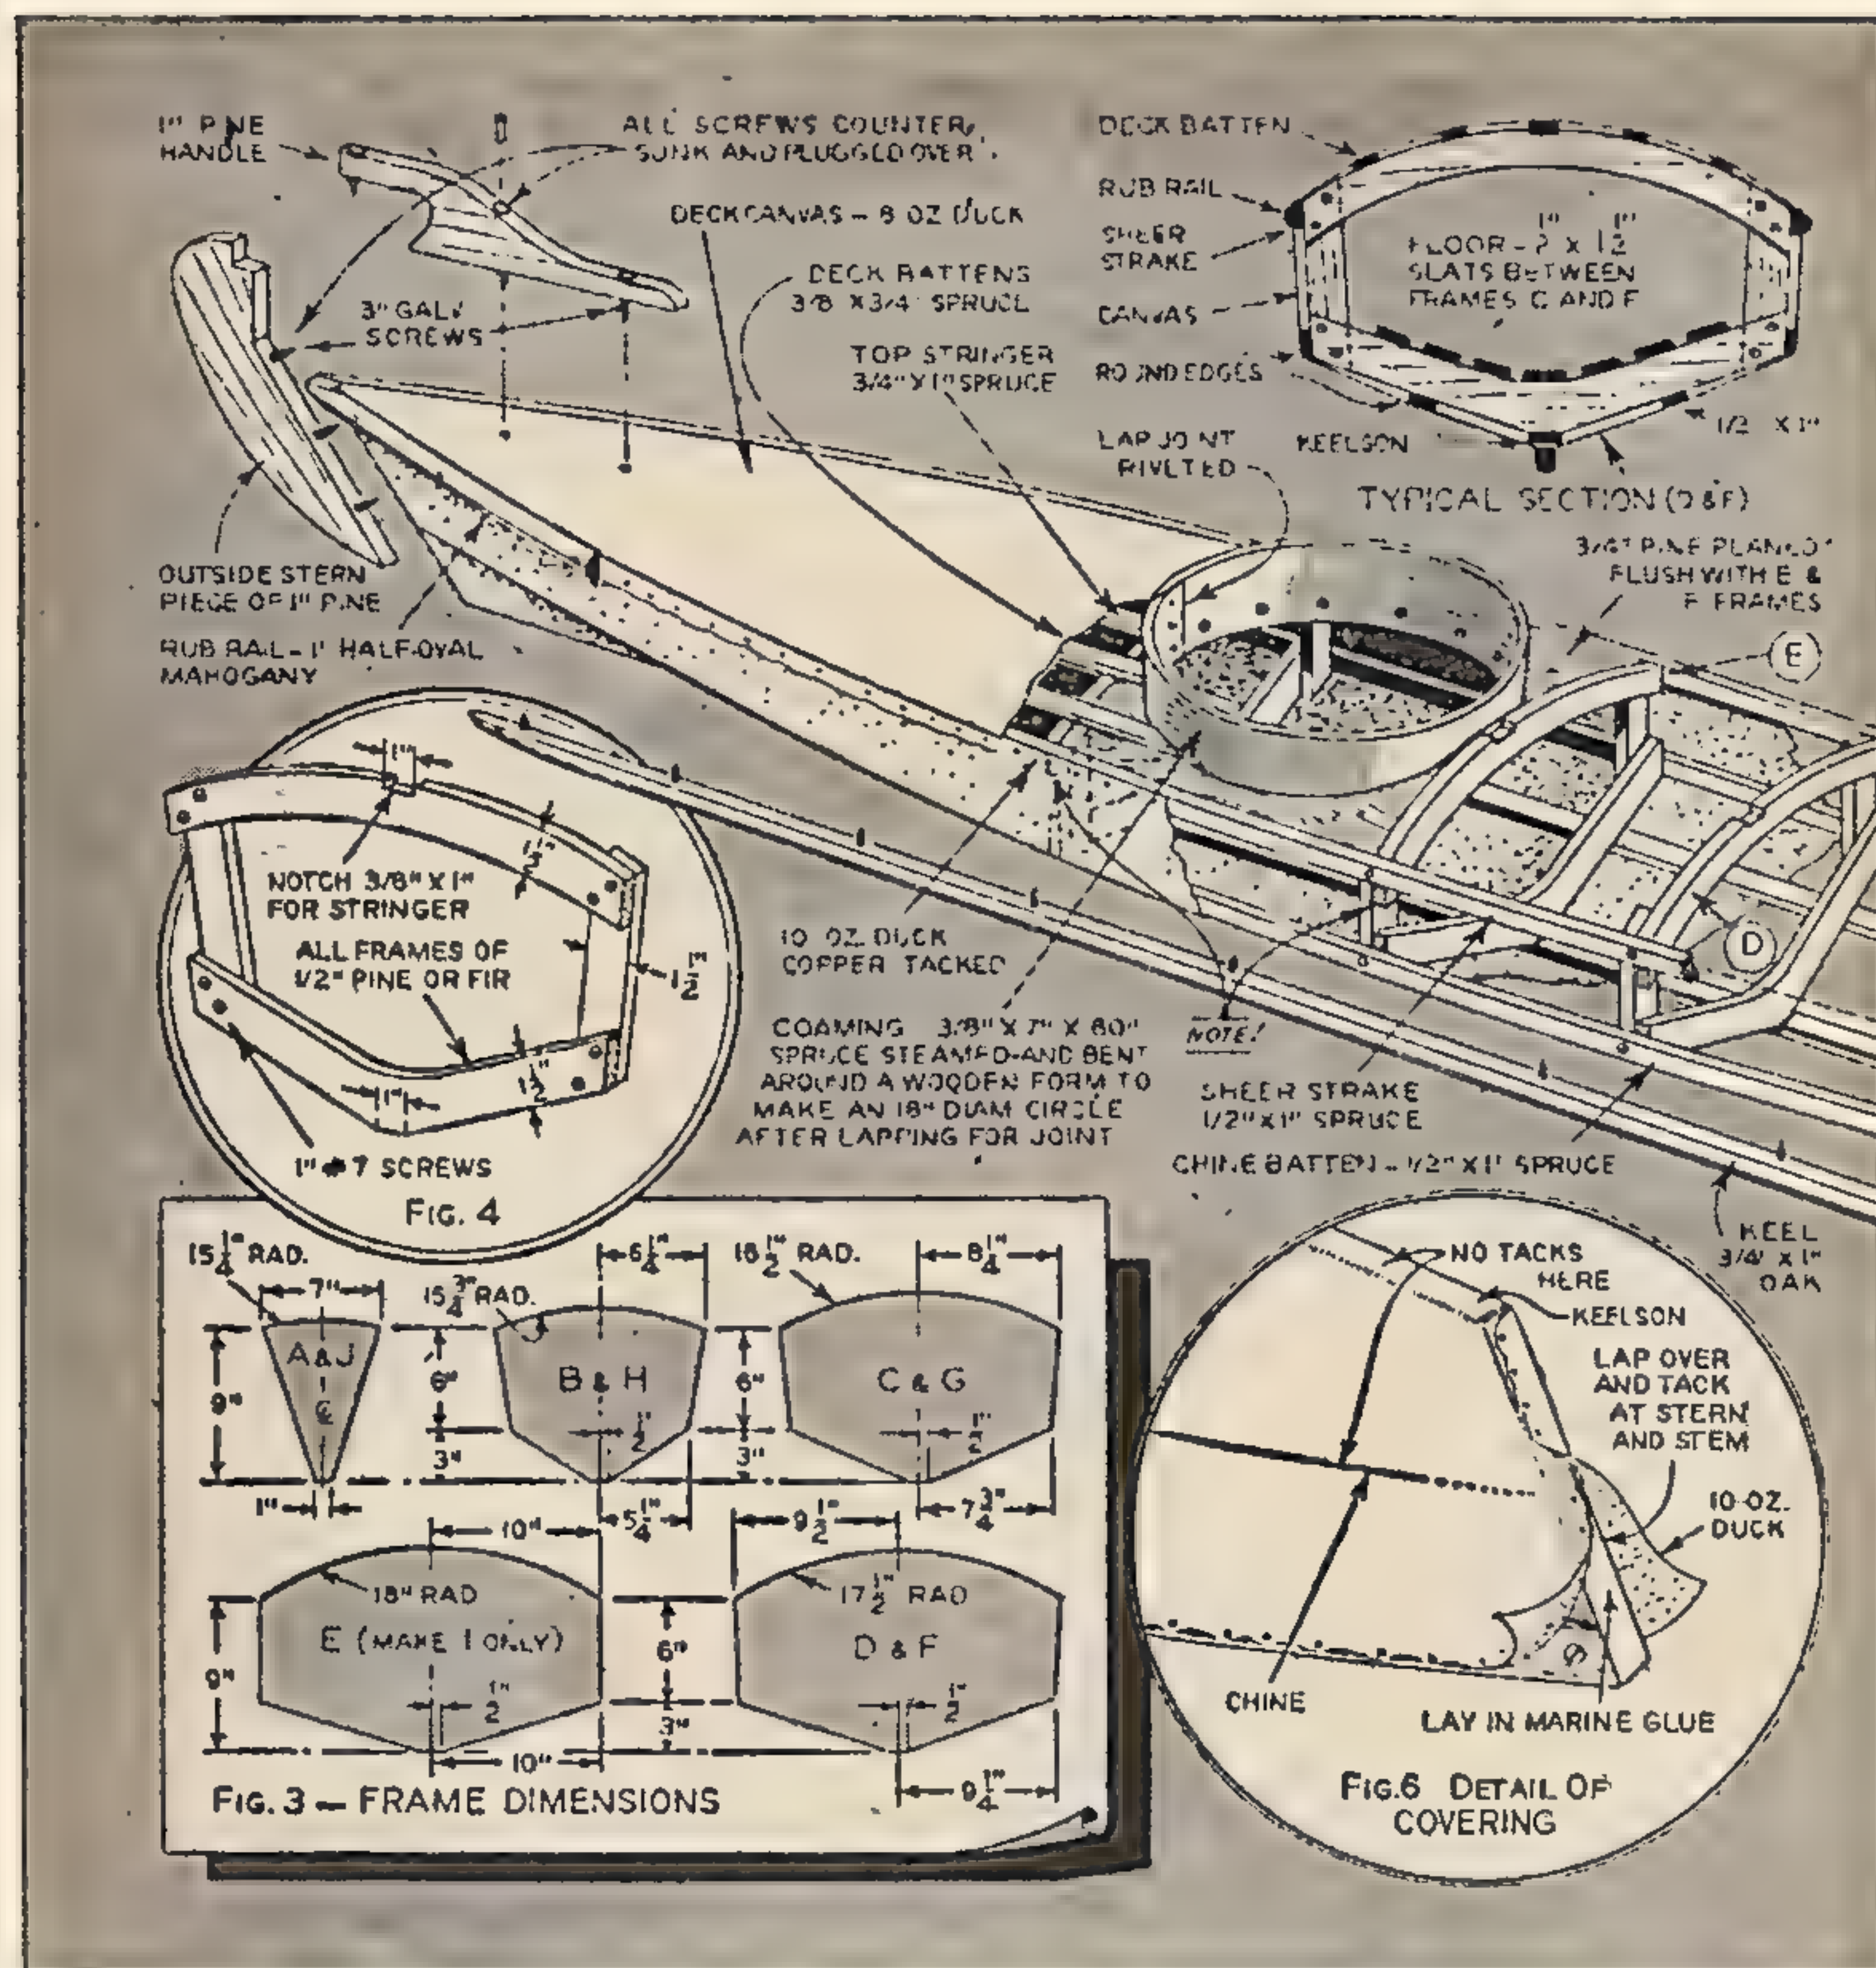 1" PINE
HANDLE
ALL SCREWS COUNTER,
SUNK AND PLUGGED OVER
DECK CANVAS – 8 OZ DUCK
DECK BATTENS
3/8 X 3/4" SPRUCE
TOP STRINGER
3/4" X 1" SPRUCE
3" GALV
SCREWS
LAP JOINT
RIVETED
DECK BATTEN
RUB RAIL
SHEER
STRAKE
CANVAS
ROUND EDGES
KEELSON
FLOOR – X 1 1/2"
SLATS BETWEEN
FRAMES C AND F
1/2 X 1"
TYPICAL SECTION (D & F)
3/4" PINE PLANED
FLUSH WITH E &
F FRAMES
E
OUTSIDE STERN
PIECE OF 1" PINE
RUB RAIL – 1" HALF-OVAL
MAHOGANY
1"
NOTCH 3/8" X 1"
FOR STRINGER
ALL FRAMES OF
1/2" PINE OR FIR
1 1/2"
1 1/2"
1"
1" # 7 SCREWS
FIG. 4
10 OZ. DUCK
COPPER TACKED
COAMING 3/8" X 7" X 60"
SPRUCE STEAMED AND BENT
AROUND A WOODEN FORM TO
MAKE AN 18" DIAM CIRCLE
AFTER LAPPING FOR JOINT
NOTE!
D
SHEER STRAKE
1/2" X 1" SPRUCE
CHINE BATTEN – 1/2" X 1" SPRUCE
KEEL
3/4" X 1"
OAK
15 1/4" RAD.
7"
A & J
℄
9"
1"
15 3/4" RAD.
6 1/4"
B & H
6"
3"
1/2"
5 1/4"
16 1/2" RAD.
8 1/4"
C & G
6"
3"
1/2"
7 3/4"
10"
18" RAD
E (MAKE 1 ONLY)
9"
1/2"
10"
9 1/2"
17 1/2" RAD
D & F
6"
3"
1/2"
9 1/4"
FIG. 3 – FRAME DIMENSIONS
NO TACKS
HERE
KEELSON
LAP OVER
AND TACK
AT STERN
AND STEM
10-OZ.
DUCK
CHINE
LAY IN MARINE GLUE
FIG. 6 DETAIL OF
COVERING